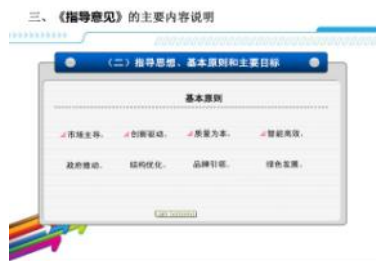 三、《指导意见》的主要内容说明
（二）指导思想、基本原则和主要目标
基本原则
市场主导、 创新驱动、 质量为本、 智能高效、
政府推动。 结构优化。 品牌引领。 绿色发展。